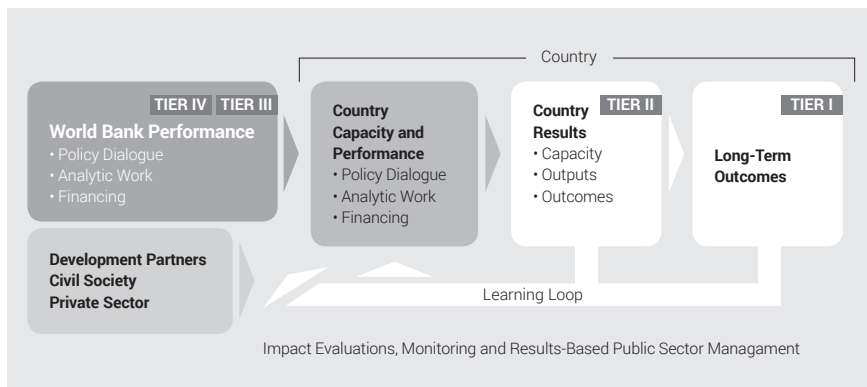 Country
TIER IV TIER III
World Bank Performance
• Policy Dialogue
• Analytic Work
• Financing
Country
Capacity and
Performance
• Policy Dialogue
• Analytic Work
• Financing
TIER II
Country
Results
• Capacity
• Outputs
• Outcomes
TIER I
Long-Term
Outcomes
Development Partners
Civil Society
Private Sector
Learning Loop
Impact Evaluations, Monitoring and Results-Based Public Sector Managament